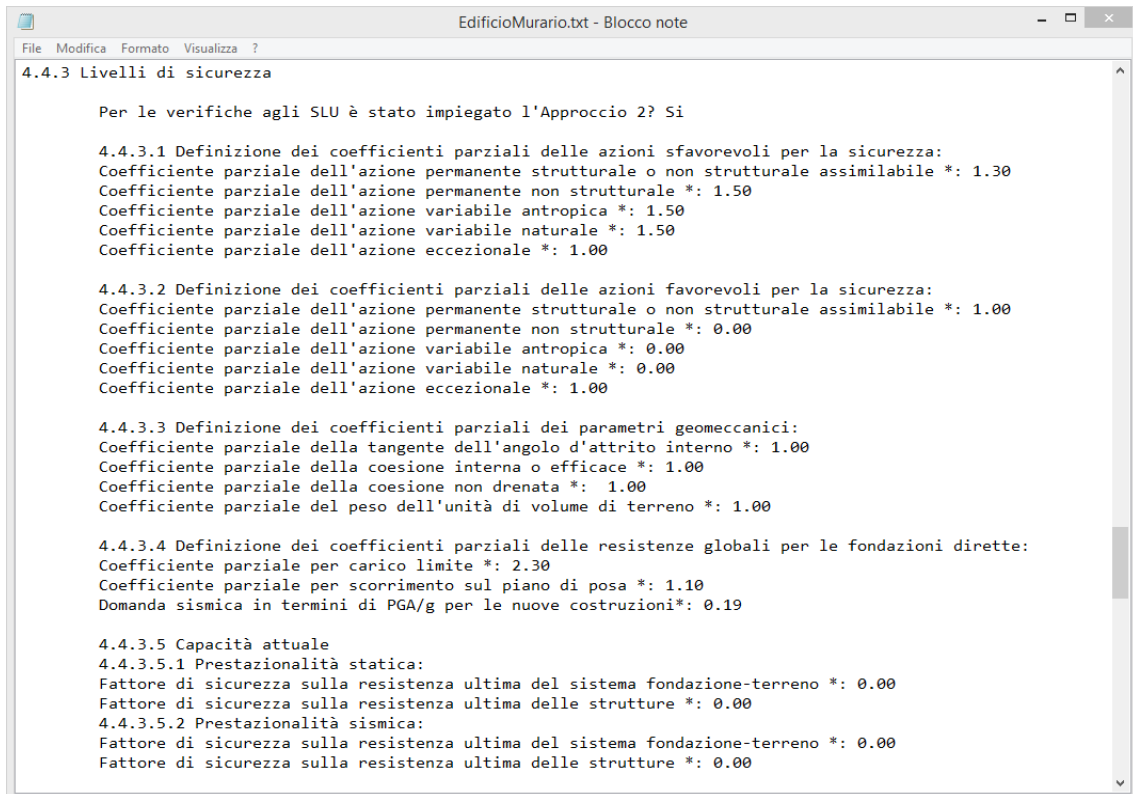 EdificioMurario.txt - Blocco note
File Modifica Formato Visualizza ?
4.4.3 Livelli di sicurezza
Per le verifiche agli SLU è stato impiegato l'Approccio 2? Si
4.4.3.1 Definizione dei coefficienti parziali delle azioni sfavorevoli per la sicurezza:
Coefficiente parziale dell'azione permanente strutturale o non strutturale assimilabile *: 1.30
Coefficiente parziale dell'azione permanente non strutturale *: 1.50
Coefficiente parziale dell'azione variabile antropica *: 1.50
Coefficiente parziale dell'azione variabile naturale *: 1.50
Coefficiente parziale dell'azione eccezionale *: 1.00
4.4.3.2 Definizione dei coefficienti parziali delle azioni favorevoli per la sicurezza:
Coefficiente parziale dell'azione permanente strutturale o non strutturale assimilabile *: 1.00
Coefficiente parziale dell'azione permanente non strutturale *: 0.00
Coefficiente parziale dell'azione variabile antropica *: 0.00
Coefficiente parziale dell'azione variabile naturale *: 0.00
Coefficiente parziale dell'azione eccezionale *: 1.00
4.4.3.3 Definizione dei coefficienti parziali dei parametri geomeccanici:
Coefficiente parziale della tangente dell'angolo d'attrito interno *: 1.00
Coefficiente parziale della coesione interna o efficace *: 1.00
Coefficiente parziale della coesione non drenata *:  1.00
Coefficiente parziale del peso dell'unità di volume di terreno *: 1.00
4.4.3.4 Definizione dei coefficienti parziali delle resistenze globali per le fondazioni dirette:
Coefficiente parziale per carico limite *: 2.30
Coefficiente parziale per scorrimento sul piano di posa *: 1.10
Domanda sismica in termini di PGA/g per le nuove costruzioni*: 0.19
4.4.3.5 Capacità attuale
4.4.3.5.1 Prestazionalità statica:
Fattore di sicurezza sulla resistenza ultima del sistema fondazione-terreno *: 0.00
Fattore di sicurezza sulla resistenza ultima delle strutture *: 0.00
4.4.3.5.2 Prestazionalità sismica:
Fattore di sicurezza sulla resistenza ultima del sistema fondazione-terreno *: 0.00
Fattore di sicurezza sulla resistenza ultima delle strutture *: 0.00